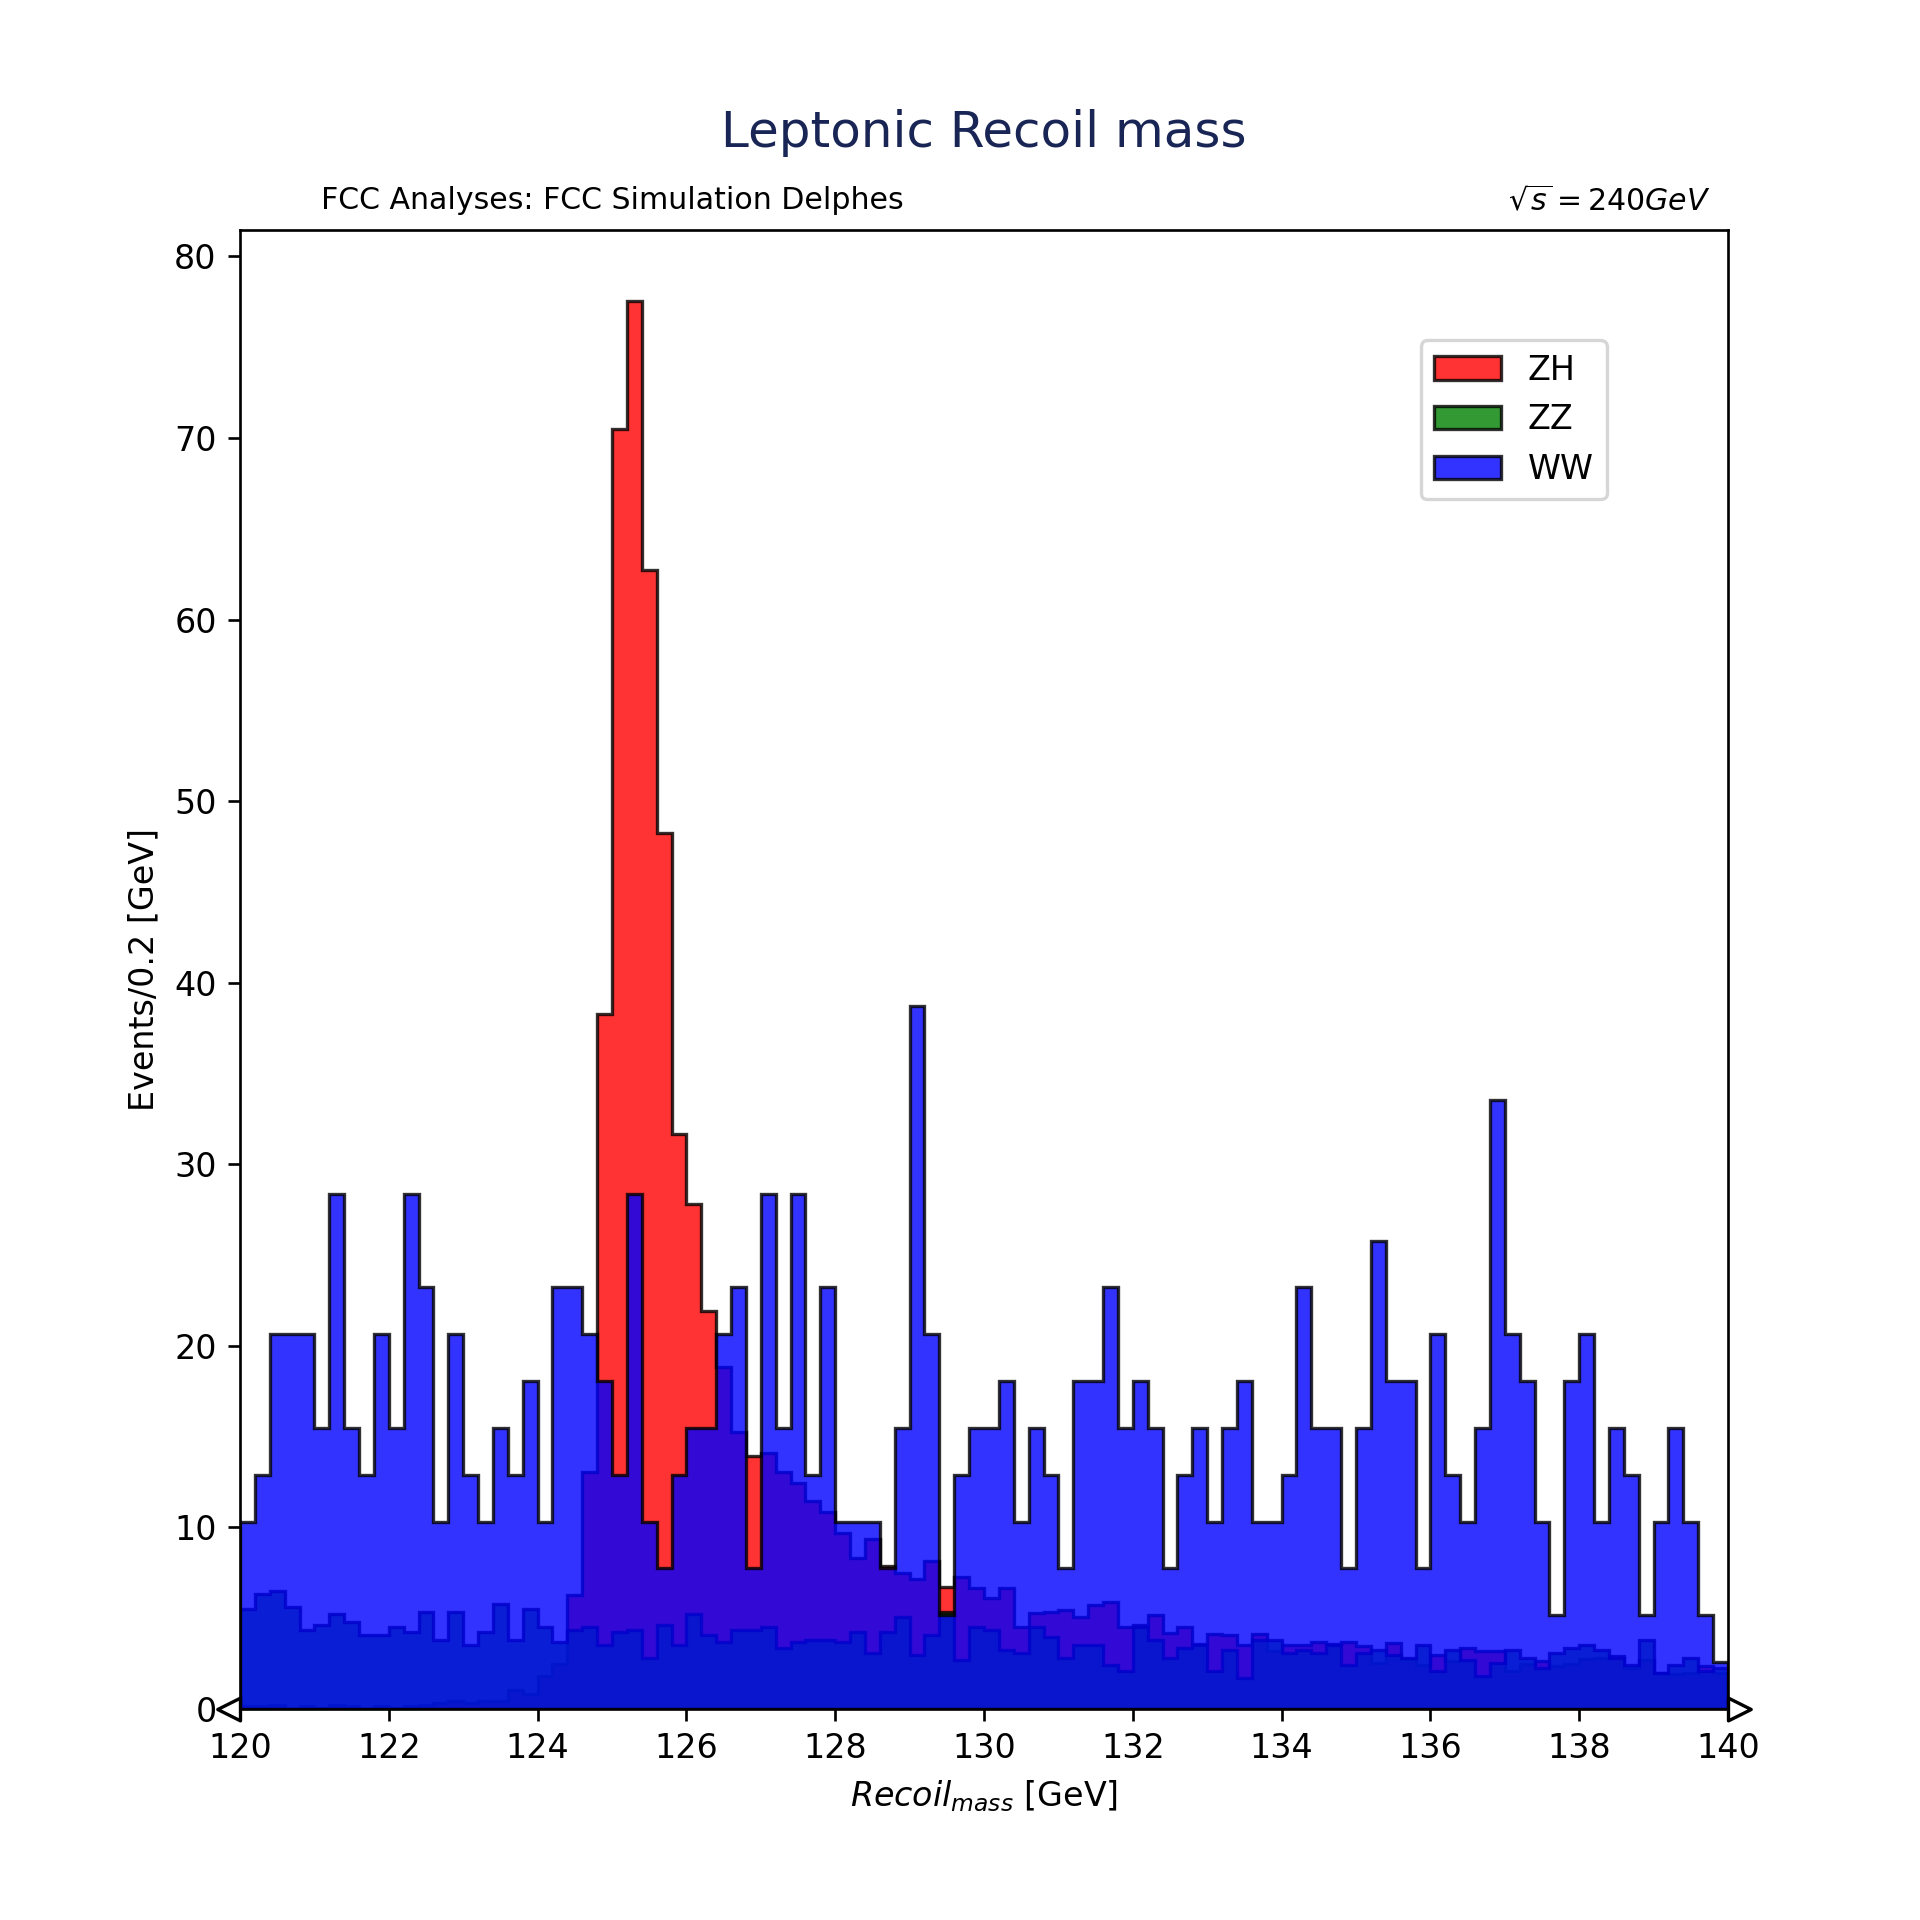 Leptonic Recoil mass
FCC Analyses: FCC Simulation Delphes
√s = 240GeV
80
70
60
50
40
30
20
10
0
Events/0.2 [GeV]
ZH
ZZ
WW
120 122 124 126 128 130 132 134 136 138 140
Recoil_mass [GeV]